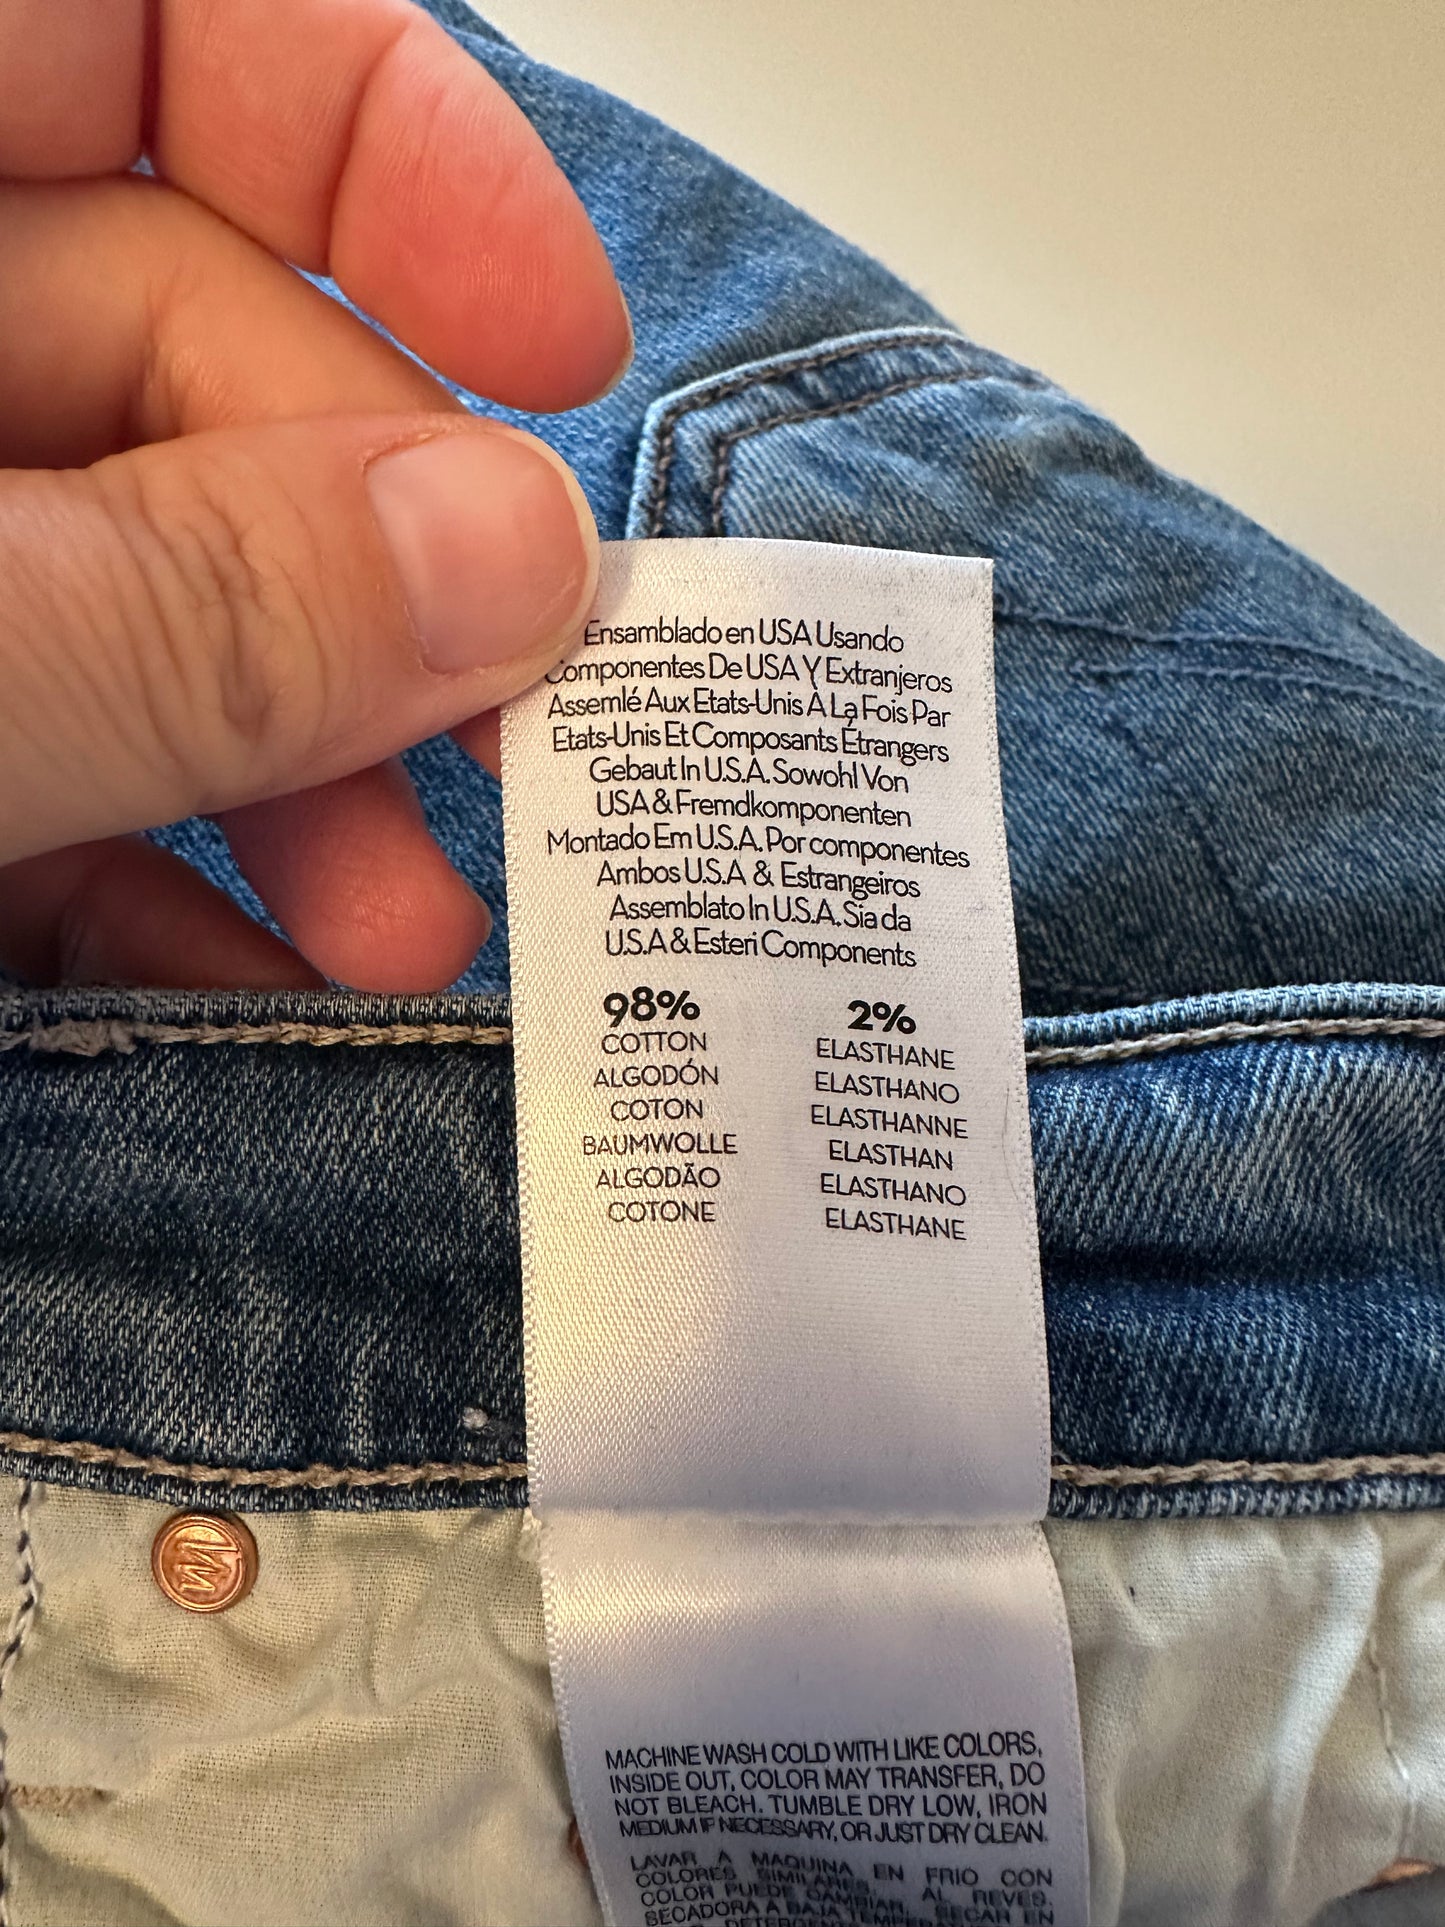 Ensamblado en USA Usando
Componentes De USA Y Extranjeros
Assemlé Aux Etats-Unis À La Fois Par
Etats-Unis Et Composants Étrangers
Gebaut In U.S.A. Sowohl Von
USA & Fremdkomponenten
Montado Em U.S.A. Por componentes
Ambos U.S.A & Estrangeiros
Assemblato In U.S.A. Sia da
U.S.A & Esteri Components
98% 2%
COTTON ELASTHANE
ALGODÓN ELASTHANO
COTON ELASTHANNE
BAUMWOLLE ELASTHAN
ALGODÃO ELASTHANO
COTONE ELASTHANE
MACHINE WASH COLD WITH LIKE COLORS,
INSIDE OUT, COLOR MAY TRANSFER, DO
NOT BLEACH. TUMBLE DRY LOW, IRON
MEDIUM IF NECESSARY, OR JUST DRY CLEAN.
LAVAR A MAQUINA EN FRIO CON
COLORES SIMILARES. AL REVES.
COLOR PUEDE CAMBIAR.
SECADORA A BAJA SECAR EN